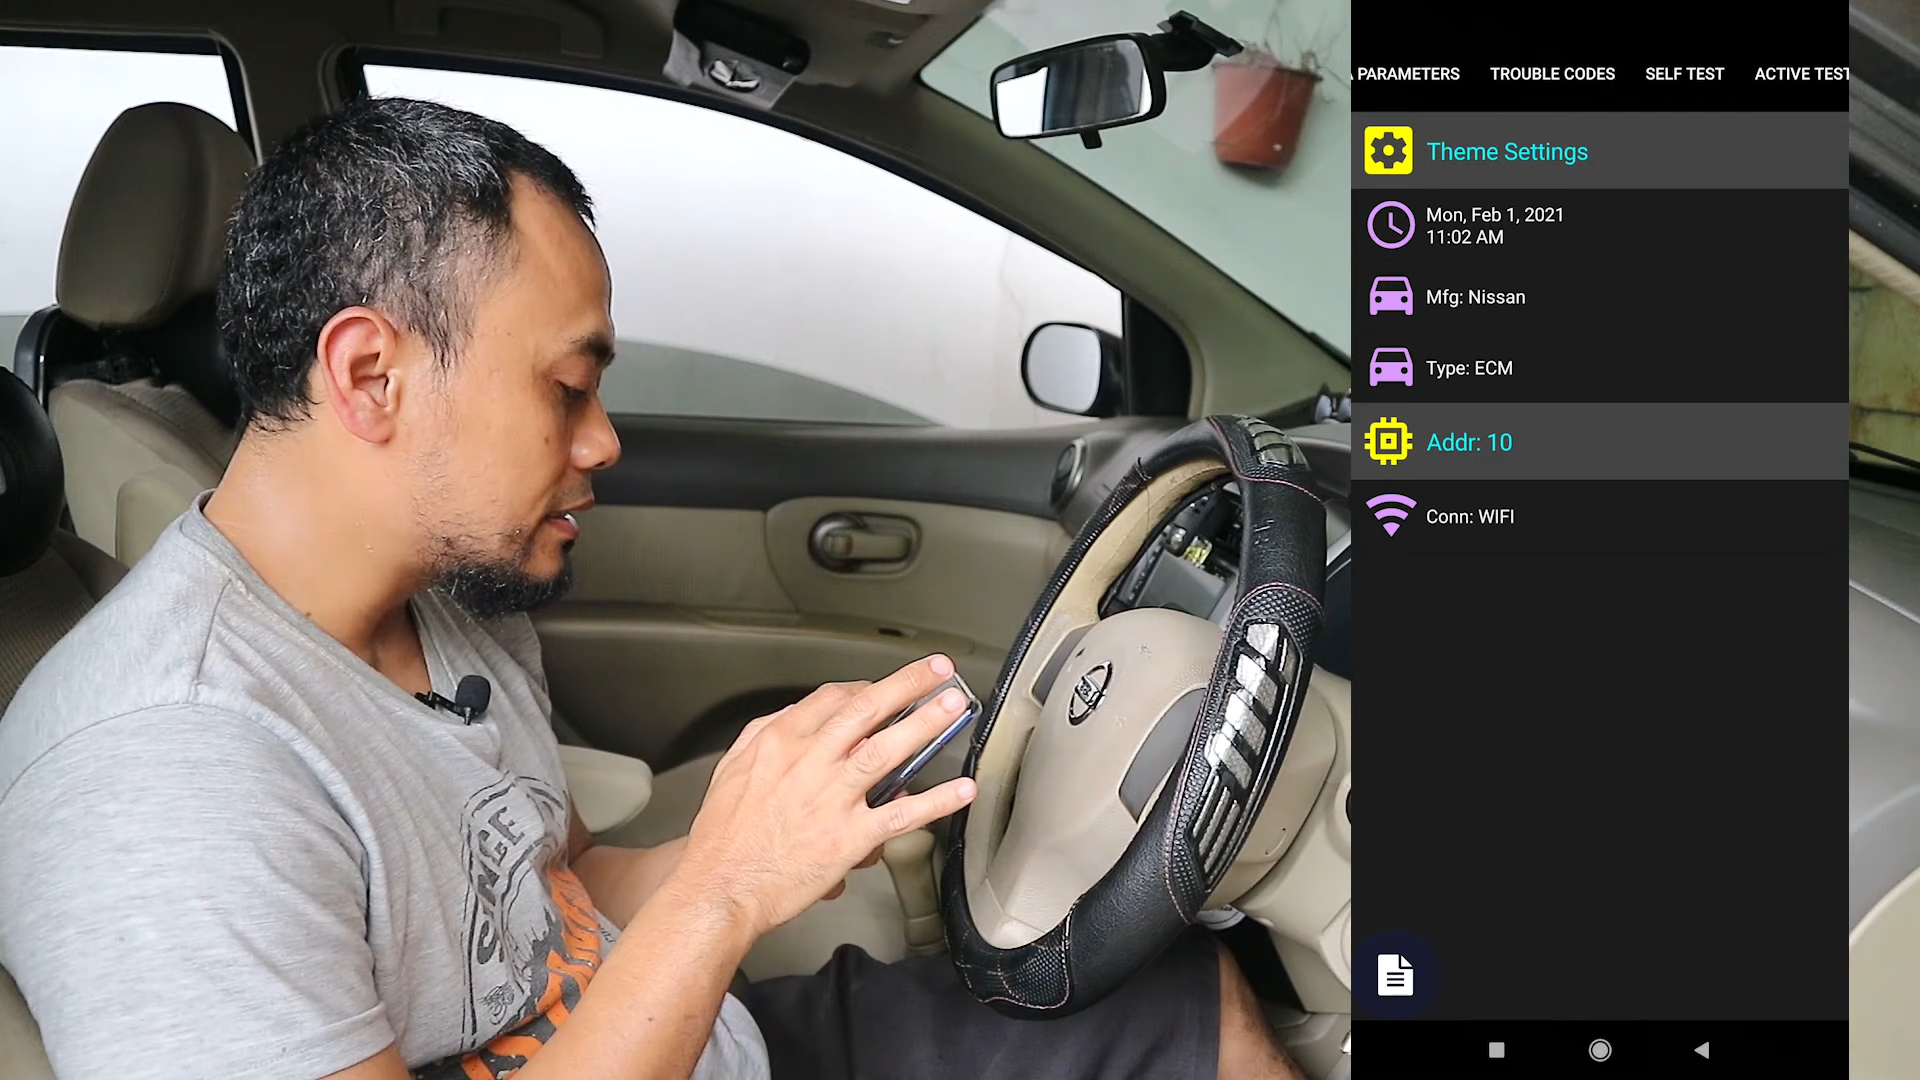 PARAMETERS
TROUBLE CODES
SELF TEST
ACTIVE TEST
Theme Settings
Mon, Feb 1, 2021
11:02 AM
Mfg: Nissan
Type: ECM
Addr: 10
Conn: WIFI
SINCE